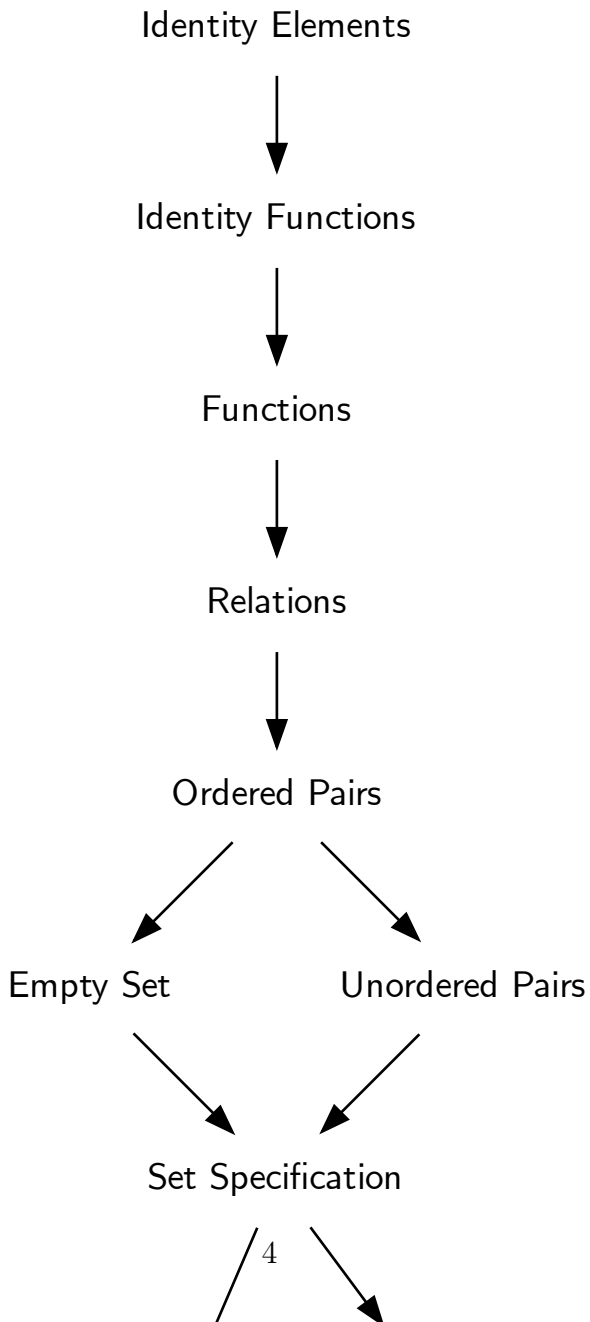 Identity Elements
Identity Functions
Functions
Relations
Ordered Pairs
Empty Set
Unordered Pairs
Set Specification
4